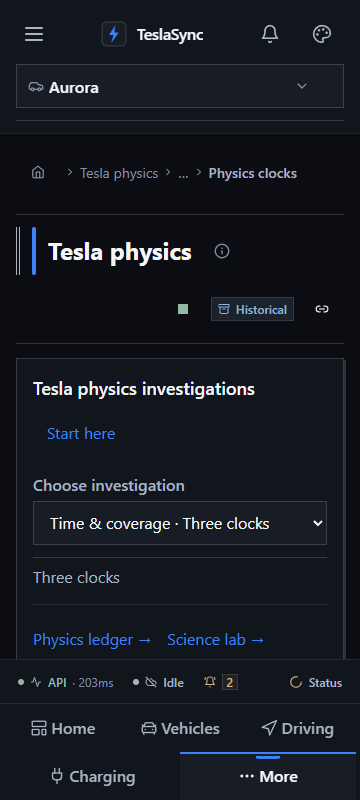 TeslaSync
Aurora
Tesla physics
...
Physics clocks
Tesla physics
Historical
Tesla physics investigations
Start here
Choose investigation
Time & coverage · Three clocks
Three clocks
Physics ledger →
Science lab →
API · 203ms
Idle
2
Status
Home
Vehicles
Driving
Charging
More